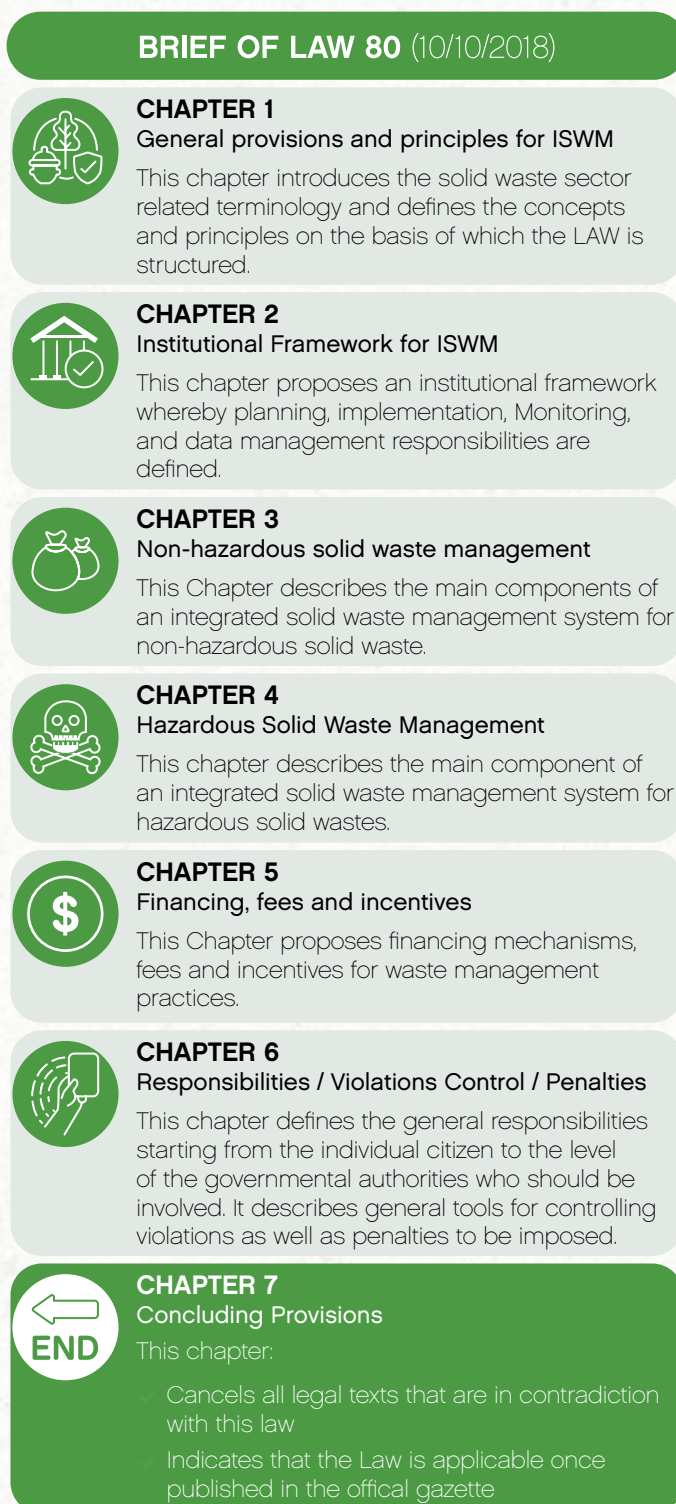 BRIEF OF LAW 80 (10/10/2018)
CHAPTER 1
General provisions and principles for ISWM
This chapter introduces the solid waste sector
related terminology and defines the concepts
and principles on the basis of which the LAW is
structured.
CHAPTER 2
Institutional Framework for ISWM
This chapter proposes an institutional framework
whereby planning, implementation, Monitoring,
and data management responsibilities are
defined.
CHAPTER 3
Non-hazardous solid waste management
This Chapter describes the main components of
an integrated solid waste management system for
non-hazardous solid waste.
CHAPTER 4
Hazardous Solid Waste Management
This chapter describes the main component of
an integrated solid waste management system for
hazardous solid wastes.
$
CHAPTER 5
Financing, fees and incentives
This Chapter proposes financing mechanisms,
fees and incentives for waste management
practices.
CHAPTER 6
Responsibilities / Violations Control / Penalties
This chapter defines the general responsibilities
starting from the individual citizen to the level
of the governmental authorities who should be
involved. It describes general tools for controlling
violations as well as penalties to be imposed.
END
CHAPTER 7
Concluding Provisions
This chapter:
Cancels all legal texts that are in contradiction
with this law
Indicates that the Law is applicable once
published in the offical gazette